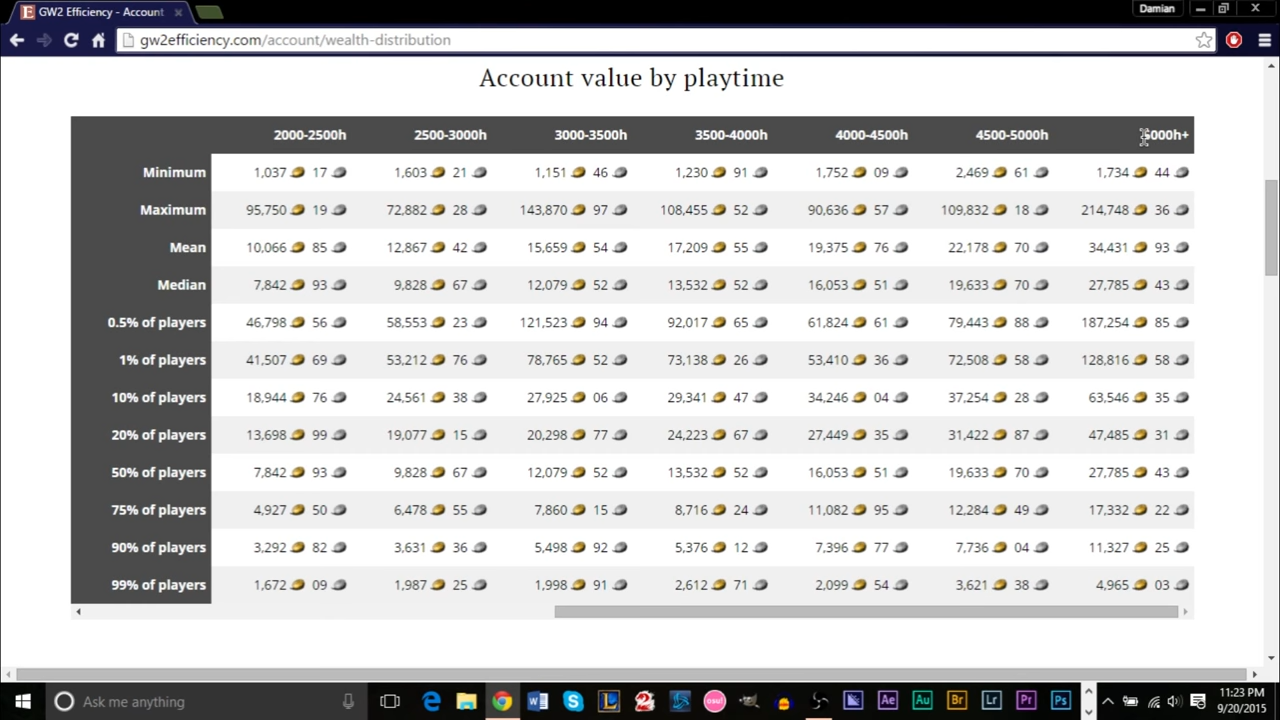 GW2 Efficiency - Account
Damian
gw2efficiency.com/account/wealth-distribution
Account value by playtime
2000-2500h 2500-3000h 3000-3500h 3500-4000h 4000-4500h 4500-5000h 5000h+
Minimum 1,037 17 1,603 21 1,151 46 1,230 91 1,752 09 2,469 61 1,734 44
Maximum 95,750 19 72,882 28 143,870 97 108,455 52 90,636 57 109,832 18 214,748 36
Mean 10,066 85 12,867 42 15,659 54 17,209 55 19,375 76 22,178 70 34,431 93
Median 7,842 93 9,828 67 12,079 52 13,532 52 16,053 51 19,633 70 27,785 43
0.5% of players 46,798 56 58,553 23 121,523 94 92,017 65 61,824 61 79,443 88 187,254 85
1% of players 41,507 69 53,212 76 78,765 52 73,138 26 53,410 36 72,508 58 128,816 58
10% of players 18,944 76 24,561 38 27,925 06 29,341 47 34,246 04 37,254 28 63,546 35
20% of players 13,698 99 19,077 15 20,298 77 24,223 67 27,449 35 31,422 87 47,485 31
50% of players 7,842 93 9,828 67 12,079 52 13,532 52 16,053 51 19,633 70 27,785 43
75% of players 4,927 50 6,478 55 7,860 15 8,716 24 11,082 95 12,284 49 17,332 22
90% of players 3,292 82 3,631 36 5,498 92 5,376 12 7,396 77 7,736 04 11,327 25
99% of players 1,672 09 1,987 25 1,998 91 2,612 71 2,099 54 3,621 38 4,965 03
Ask me anything
osu!
Ae Au Br Lr Pr Ps
11:23 PM
9/20/2015